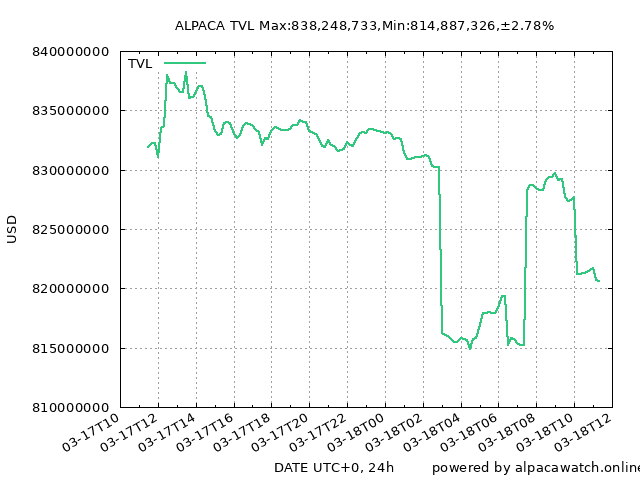 ALPACA TVL Max:838,248,733,Min:814,887,326,±2.78%
TVL
840000000
835000000
830000000
825000000
820000000
815000000
810000000
USD
03-17T10
03-17T12
03-17T14
03-17T16
03-17T18
03-17T20
03-17T22
03-18T00
03-18T02
03-18T04
03-18T06
03-18T08
03-18T10
03-18T12
DATE UTC+0, 24h
powered by alpacawatch.online